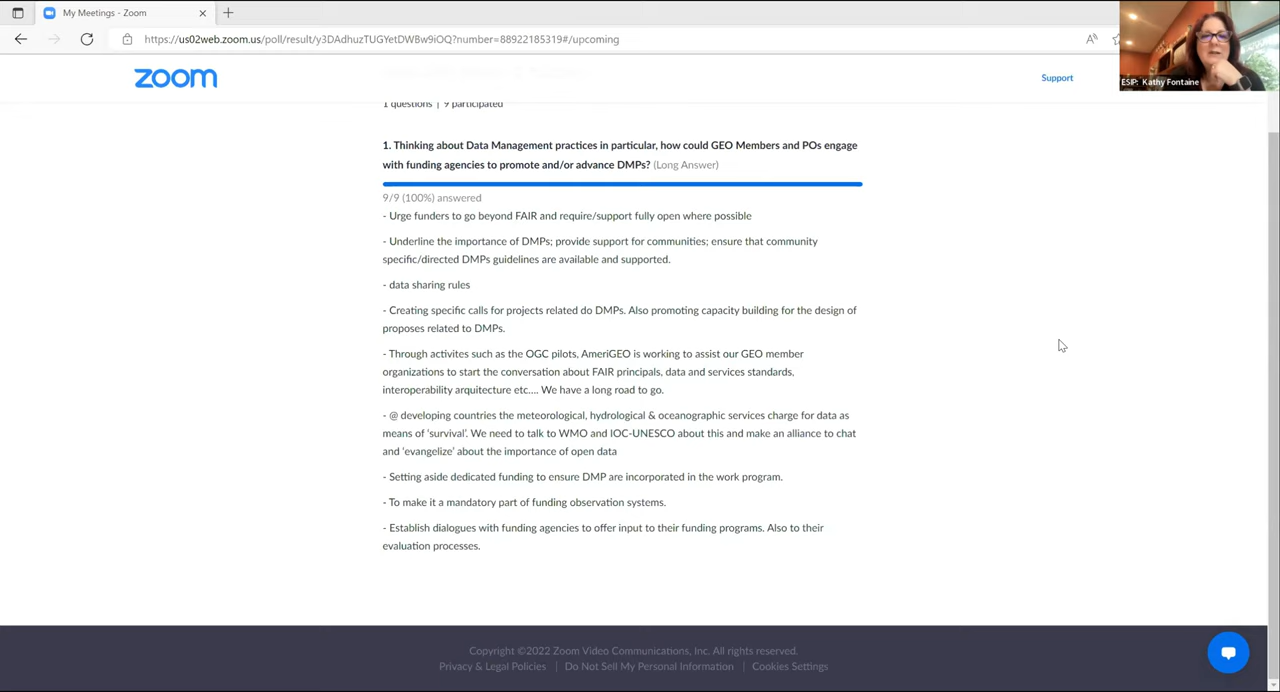 My Meetings - Zoom
https://us02web.zoom.us/poll/result/y3DAdhuzTUGYetDWBw9iOQ?number=88922185319#/upcoming
zoom
Support
ESIP: Kathy Fontaine
1 questions | 9 participated
1. Thinking about Data Management practices in particular, how could GEO Members and POs engage
with funding agencies to promote and/or advance DMPs? (Long Answer)
9/9 (100%) answered
- Urge funders to go beyond FAIR and require/support fully open where possible
- Underline the importance of DMPs; provide support for communities; ensure that community
specific/directed DMPs guidelines are available and supported.
- data sharing rules
- Creating specific calls for projects related do DMPs. Also promoting capacity building for the design of
proposes related to DMPs.
- Through activites such as the OGC pilots, AmeriGEO is working to assist our GEO member
organizations to start the conversation about FAIR principals, data and services standards,
interoperability arquitecture etc.... We have a long road to go.
- @ developing countries the meteorological, hydrological & oceanographic services charge for data as
means of ‘survival’. We need to talk to WMO and IOC-UNESCO about this and make an alliance to chat
and ‘evangelize’ about the importance of open data
- Setting aside dedicated funding to ensure DMP are incorporated in the work program.
- To make it a mandatory part of funding observation systems.
- Establish dialogues with funding agencies to offer input to their funding programs. Also to their
evaluation processes.
Copyright ©2022 Zoom Video Communications, Inc. All rights reserved.
Privacy & Legal Policies | Do Not Sell My Personal Information | Cookies Settings